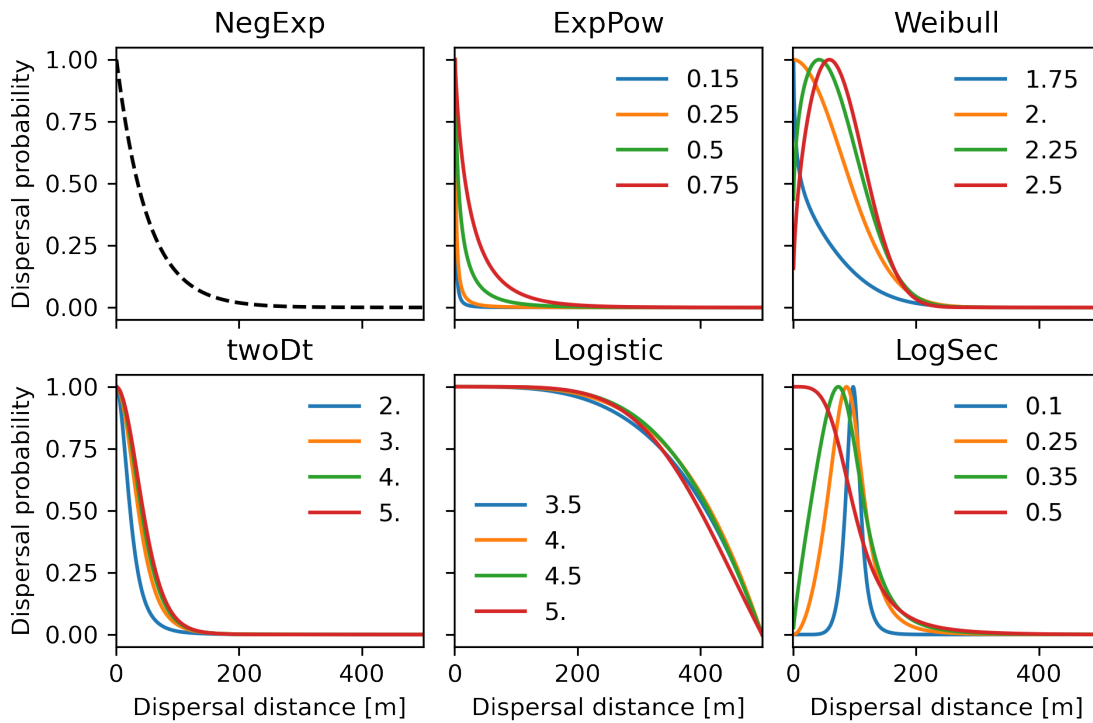 NegExp
ExpPow
Weibull
Dispersal probability
1.00
0.75
0.50
0.25
0.00
0.15
0.25
0.5
0.75
1.75
2.
2.25
2.5
twoDt
Logistic
LogSec
Dispersal probability
1.00
0.75
0.50
0.25
0.00
2.
3.
4.
5.
3.5
4.
4.5
5.
0.1
0.25
0.35
0.5
0 200 400
0 200 400
0 200 400
Dispersal distance [m]
Dispersal distance [m]
Dispersal distance [m]